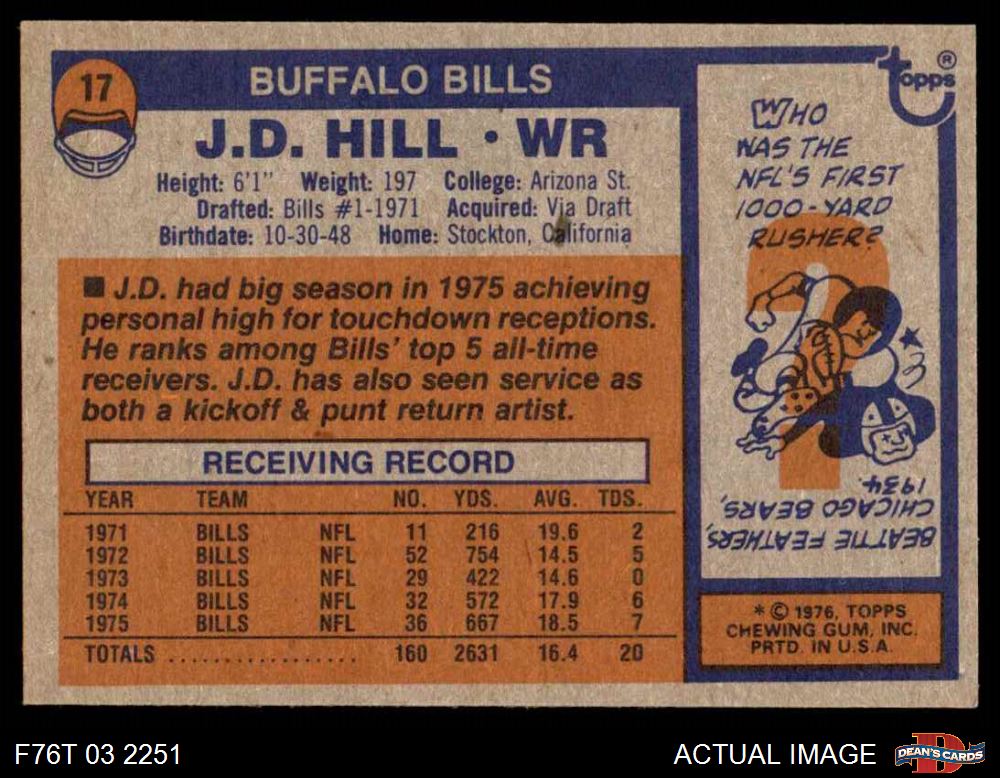 17
BUFFALO BILLS
J.D. HILL • WR
Height: 6'1" Weight: 197 College: Arizona St.
Drafted: Bills #1-1971 Acquired: Via Draft
Birthdate: 10-30-48 Home: Stockton, California
■ J.D. had big season in 1975 achieving
personal high for touchdown receptions.
He ranks among Bills' top 5 all-time
receivers. J.D. has also seen service as
both a kickoff & punt return artist.
RECEIVING RECORD
YEAR TEAM NO. YDS. AVG. TDS.
1971 BILLS NFL 11 216 19.6 2
1972 BILLS NFL 52 754 14.5 5
1973 BILLS NFL 29 422 14.6 0
1974 BILLS NFL 32 572 17.9 6
1975 BILLS NFL 36 667 18.5 7
TOTALS .................. 160 2631 16.4 20
topps ®
WHO
WAS THE
NFL'S FIRST
1000-YARD
RUSHER?
BEATTIE FEATHERS,
CHICAGO BEARS,
1934.
* © 1976, TOPPS
CHEWING GUM, INC.
PRTD. IN U.S.A.
F76T 03 2251
ACTUAL IMAGE
DEAN'S CARDS